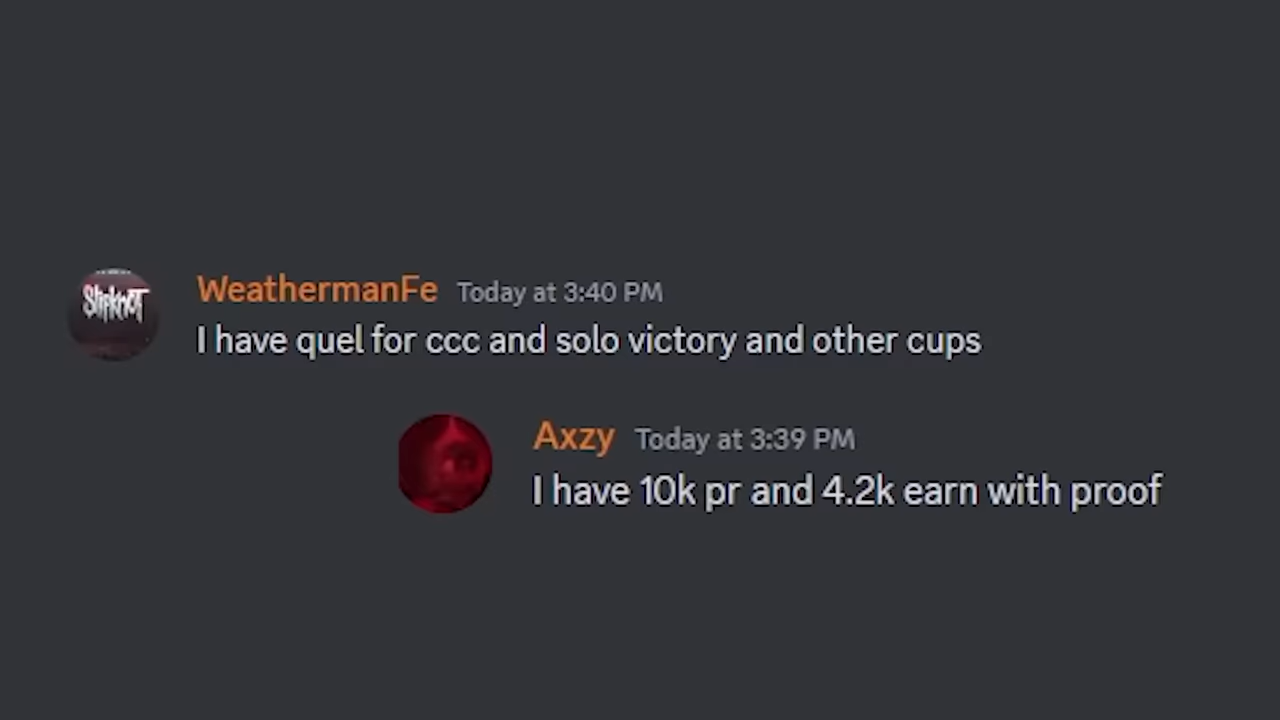 Slipknot
WeathermanFe Today at 3:40 PM
I have quel for ccc and solo victory and other cups
Axzy Today at 3:39 PM
I have 10k pr and 4.2k earn with proof